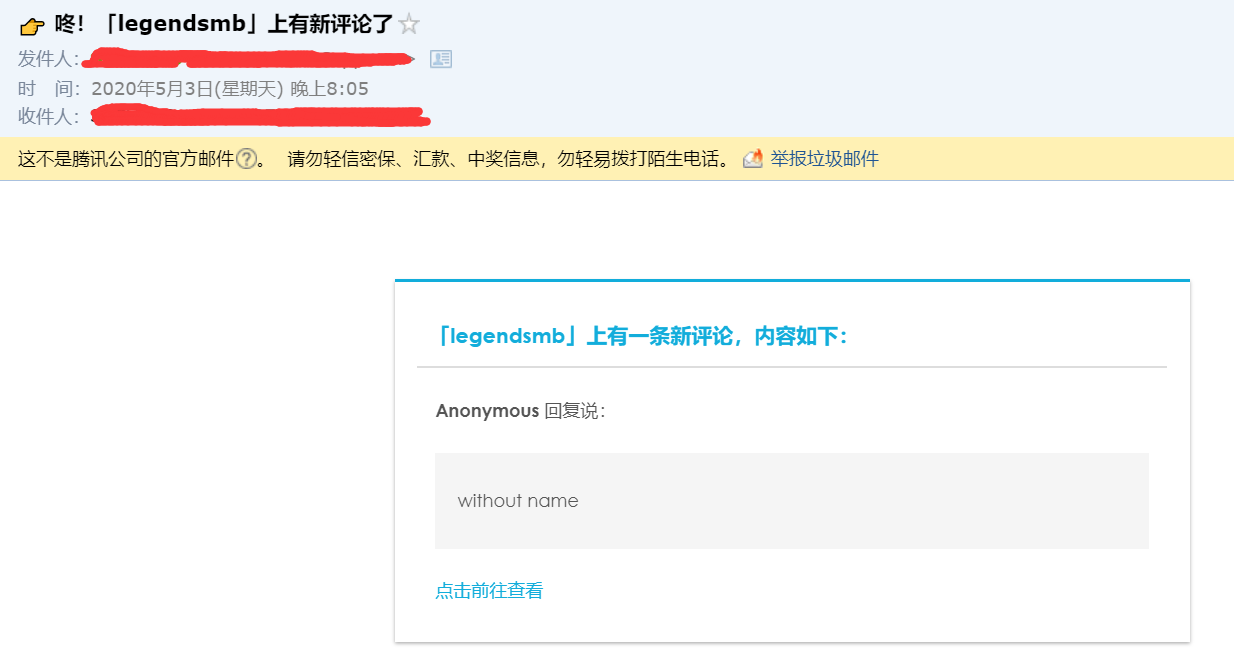 👉 咚！「legendsmb」上有新评论了☆
发件人：
时　间：2020年5月3日(星期天) 晚上8:05
收件人：
这不是腾讯公司的官方邮件?。 请勿轻信密保、汇款、中奖信息，勿轻易拨打陌生电话。 举报垃圾邮件
「legendsmb」上有一条新评论，内容如下：
Anonymous 回复说：
without name
点击前往查看